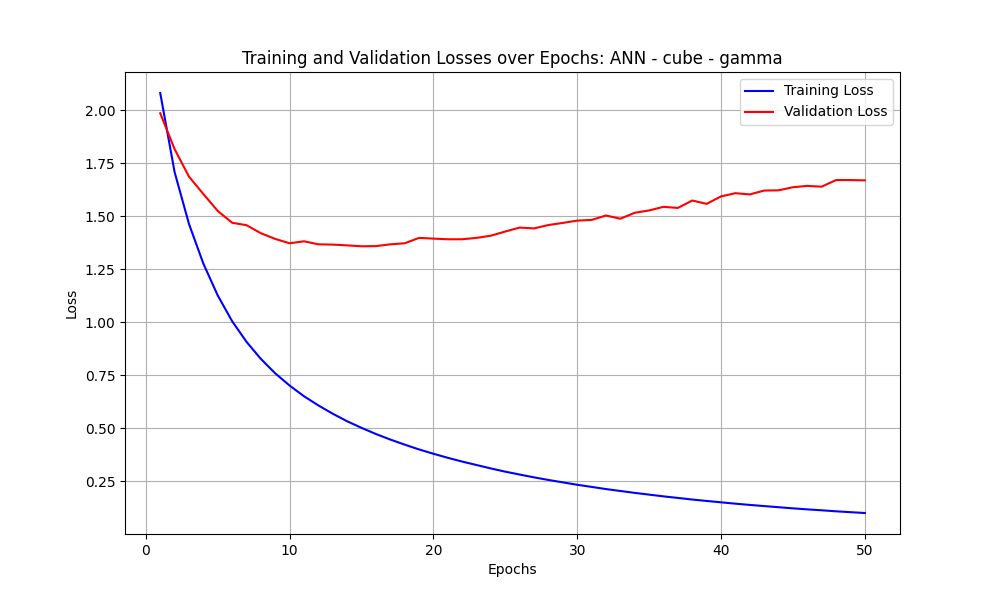 Training and Validation Losses over Epochs: ANN - cube - gamma
Training Loss
Validation Loss
2.00
1.75
1.50
1.25
1.00
0.75
0.50
0.25
Loss
0 10 20 30 40 50
Epochs